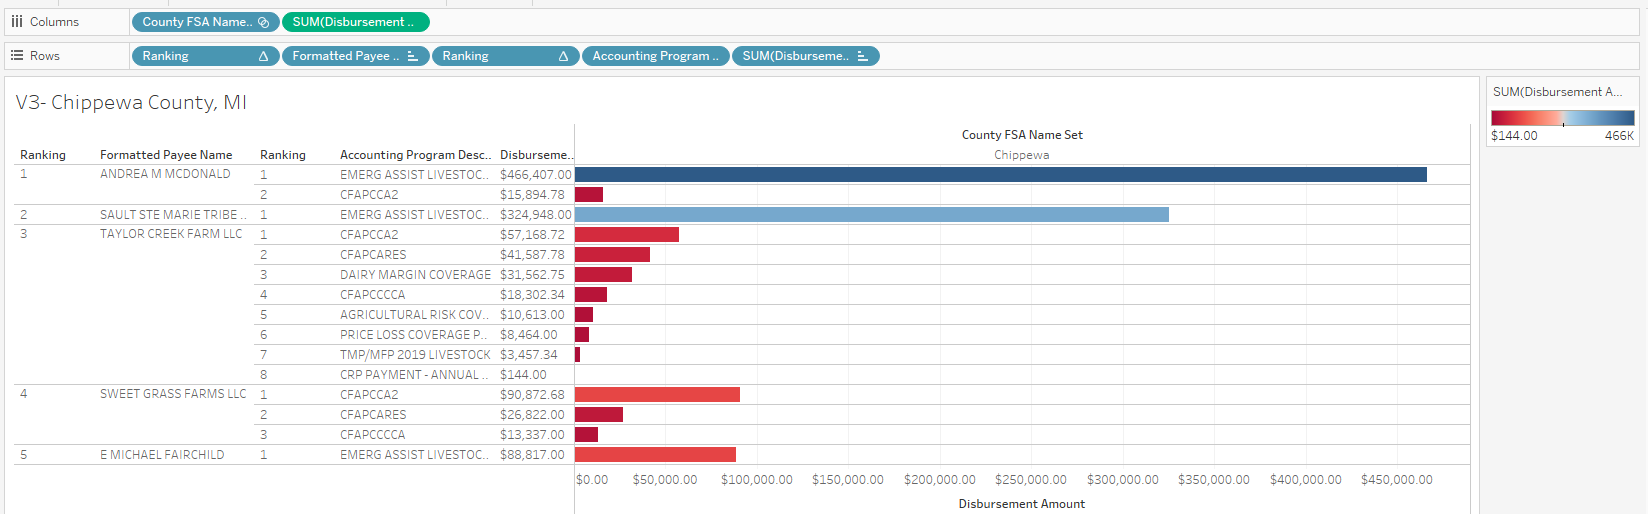 Columns County FSA Name.. SUM(Disbursement ..
Rows Ranking Formatted Payee .. Ranking Accounting Program .. SUM(Disburseme..
V3- Chippewa County, MI
SUM(Disbursement A...
$144.00 466K
County FSA Name Set
Ranking Formatted Payee Name Ranking Accounting Program Desc.. Disburseme.. Chippewa
1 ANDREA M MCDONALD 1 EMERG ASSIST LIVESTOC.. $466,407.00
2 CFAPCCA2 $15,894.78
2 SAULT STE MARIE TRIBE .. 1 EMERG ASSIST LIVESTOC.. $324,948.00
3 TAYLOR CREEK FARM LLC 1 CFAPCCA2 $57,168.72
2 CFAPCARES $41,587.78
3 DAIRY MARGIN COVERAGE $31,562.75
4 CFAPCCCCA $18,302.34
5 AGRICULTURAL RISK COV.. $10,613.00
6 PRICE LOSS COVERAGE P.. $8,464.00
7 TMP/MFP 2019 LIVESTOCK $3,457.34
8 CRP PAYMENT - ANNUAL .. $144.00
4 SWEET GRASS FARMS LLC 1 CFAPCCA2 $90,872.68
2 CFAPCARES $26,822.00
3 CFAPCCCCA $13,337.00
5 E MICHAEL FAIRCHILD 1 EMERG ASSIST LIVESTOC.. $88,817.00
$0.00 $50,000.00 $100,000.00 $150,000.00 $200,000.00 $250,000.00 $300,000.00 $350,000.00 $400,000.00 $450,000.00
Disbursement Amount